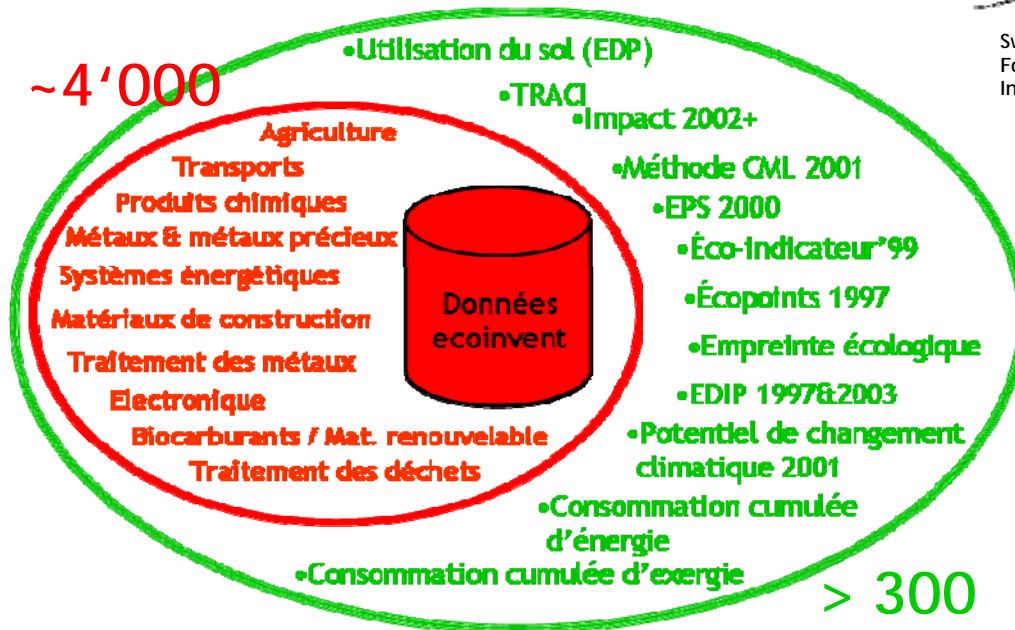 ~4‘000
Agriculture
Transports
Produits chimiques
Métaux & métaux précieux
Systèmes énergétiques
Matériaux de construction
Traitement des métaux
Electronique
Biocarburants / Mat. renouvelable
Traitement des déchets
Données
ecoinvent
•Utilisation du sol (EDP)
•TRACI
•Impact 2002+
•Méthode CML 2001
•EPS 2000
•Éco-indicateur’99
•Écopoints 1997
•Empreinte écologique
•EDIP 1997&2003
•Potentiel de changement
climatique 2001
•Consommation cumulée
d’énergie
•Consommation cumulée d’exergie
> 300